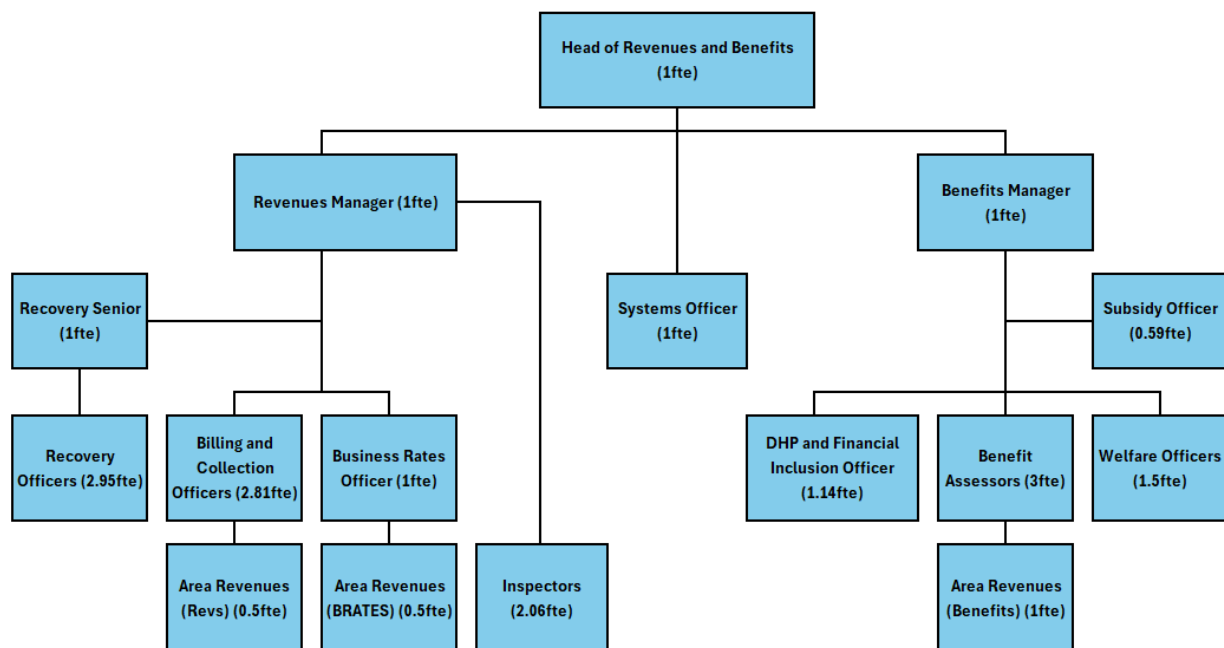 Head of Revenues and Benefits
(1fte)
Revenues Manager (1fte)
Benefits Manager
(1fte)
Recovery Senior
(1fte)
Systems Officer
(1fte)
Subsidy Officer
(0.59fte)
Recovery
Officers (2.95fte)
Billing and
Collection
Officers (2.81fte)
Business Rates
Officer (1fte)
DHP and Financial
Inclusion Officer
(1.14fte)
Benefit
Assessors (3fte)
Welfare Officers
(1.5fte)
Area Revenues
(Revs) (0.5fte)
Area Revenues
(BRATES) (0.5fte)
Inspectors
(2.06fte)
Area Revenues
(Benefits) (1fte)